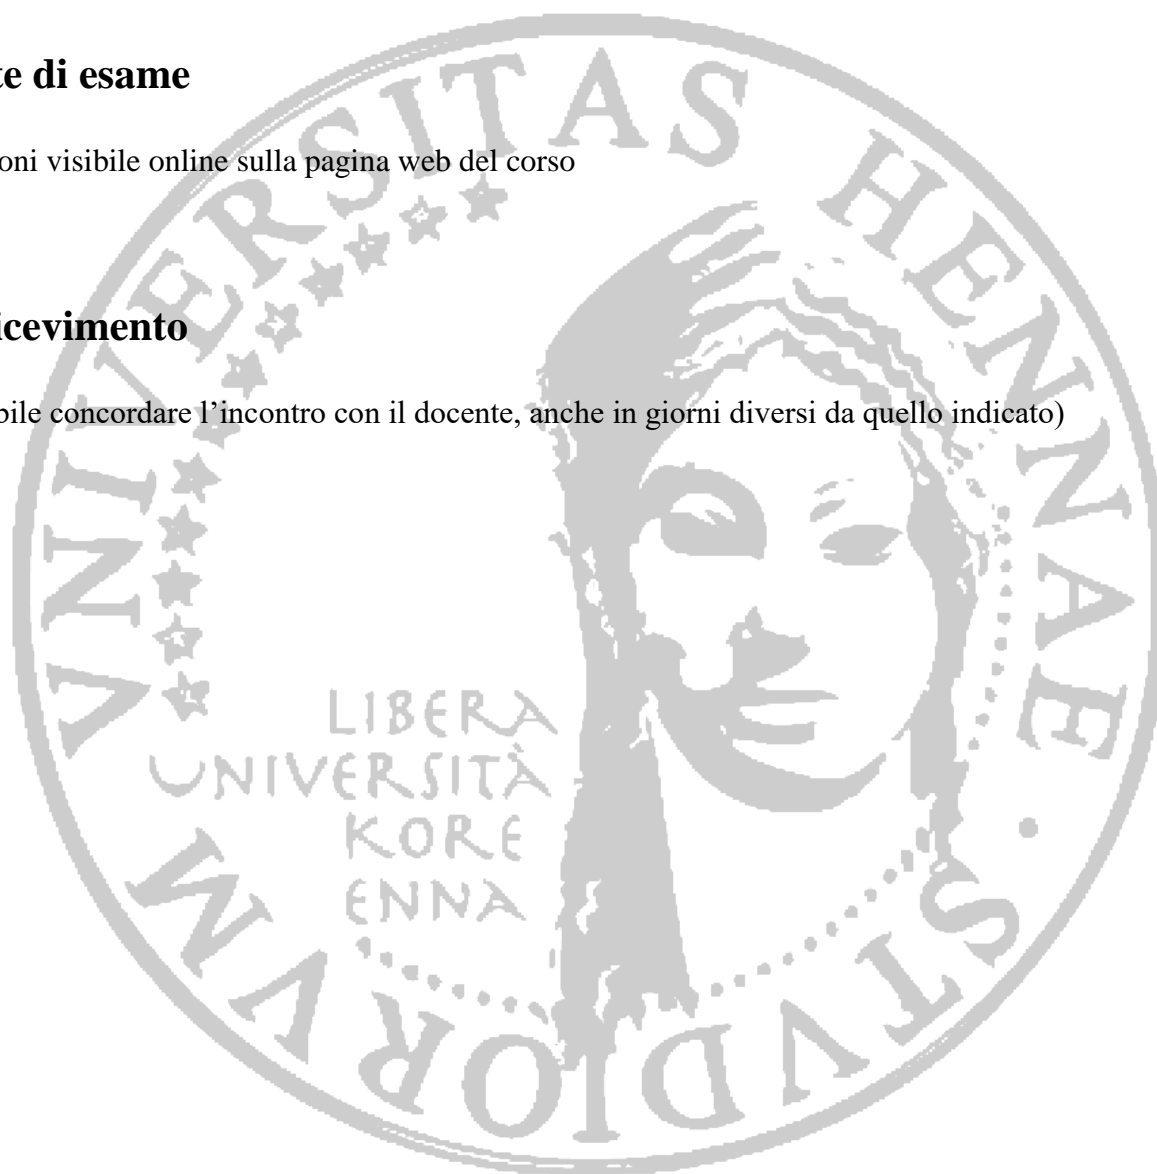 te di esame
oni visibile online sulla pagina web del corso
icevimento
bile concordare l’incontro con il docente, anche in giorni diversi da quello indicato)
VNIVERSITAS HENNAE · STVDIORVM
LIBERA
UNIVERSITÀ
KORE
ENNA